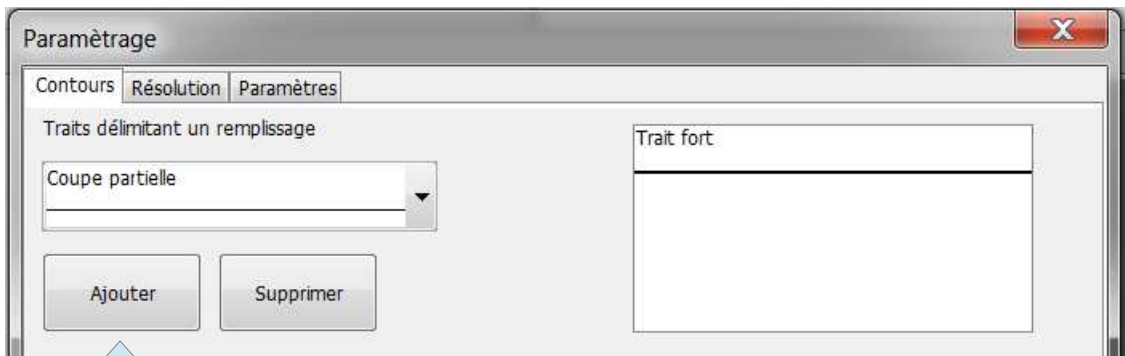 Paramètrage
Contours Résolution Paramètres
Traits délimitant un remplissage
Trait fort
Coupe partielle
Ajouter Supprimer